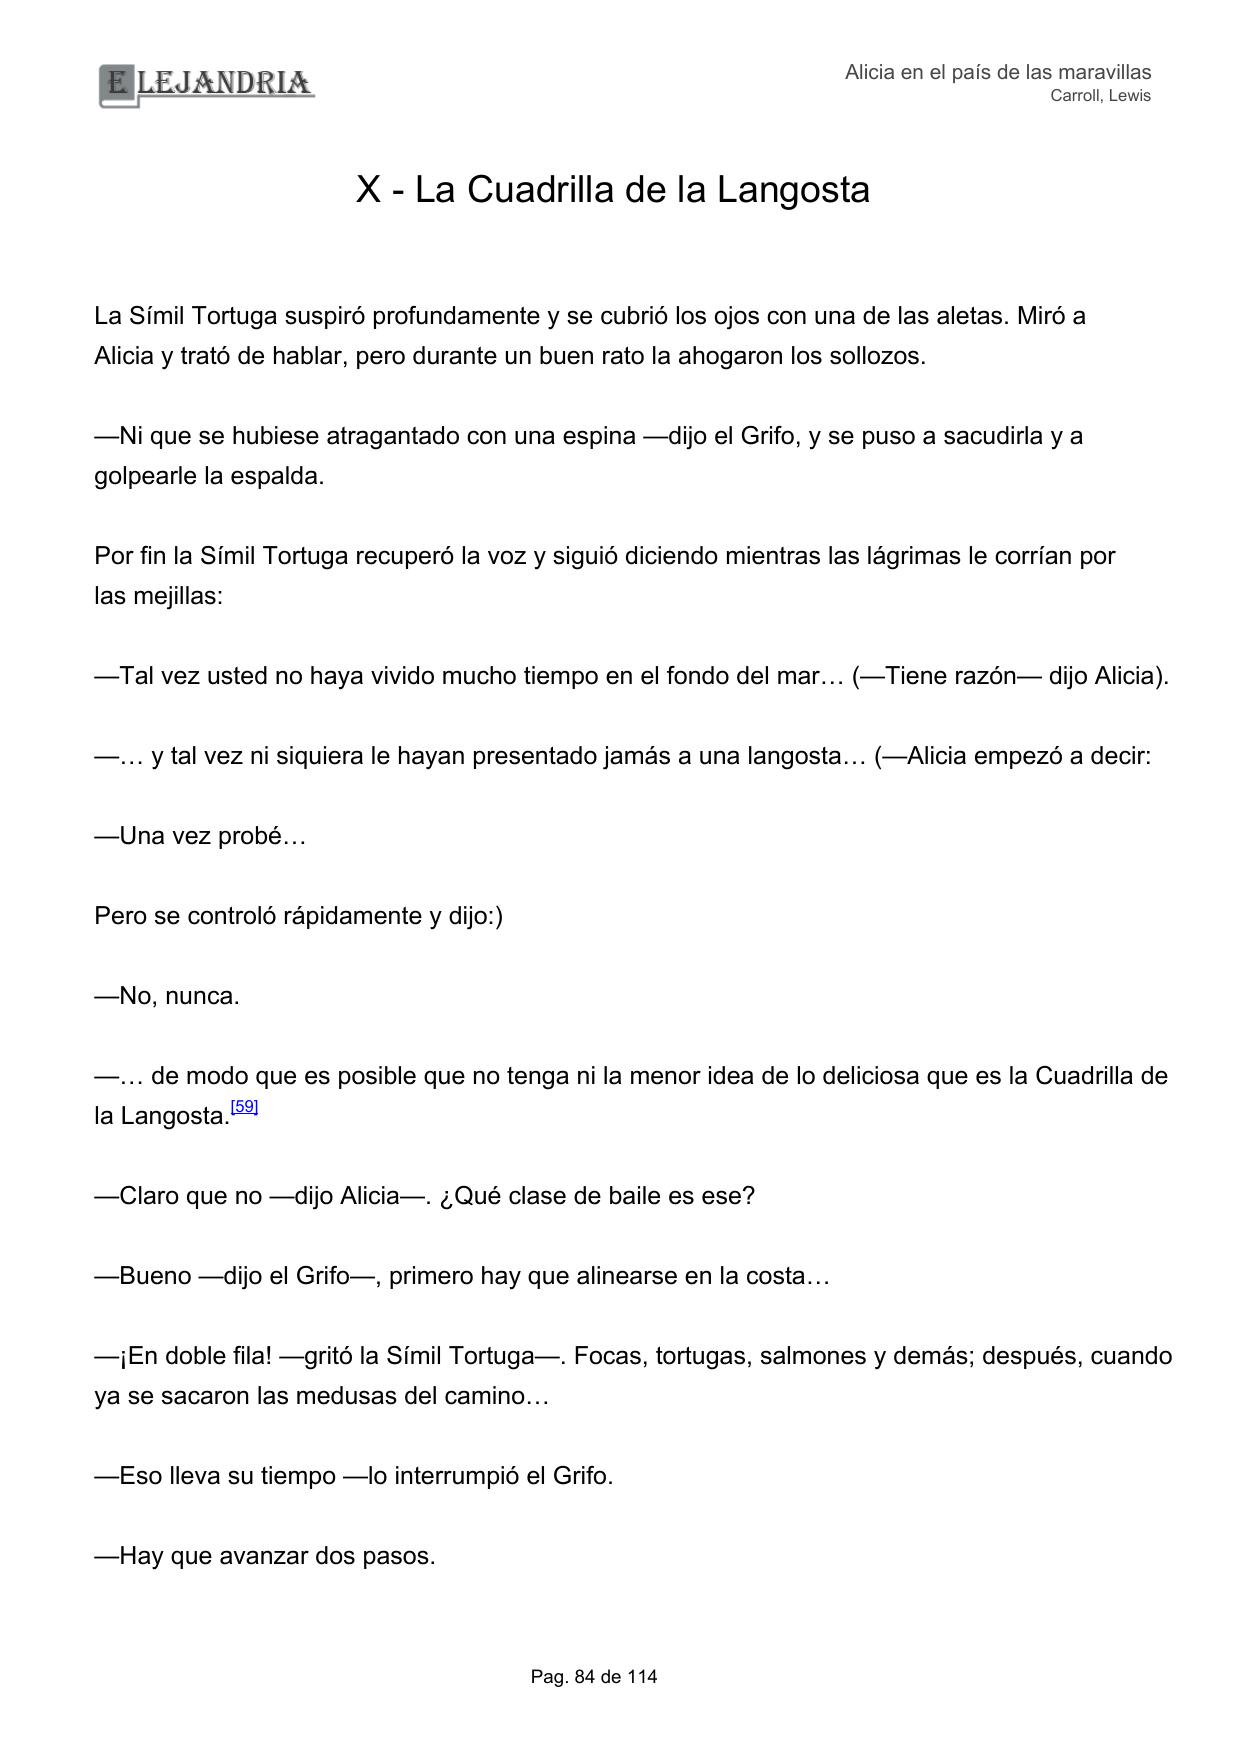 ELEJANDRIA
Alicia en el país de las maravillas
Carroll, Lewis
X - La Cuadrilla de la Langosta
La Símil Tortuga suspiró profundamente y se cubrió los ojos con una de las aletas. Miró a
Alicia y trató de hablar, pero durante un buen rato la ahogaron los sollozos.
—Ni que se hubiese atragantado con una espina —dijo el Grifo, y se puso a sacudirla y a
golpearle la espalda.
Por fin la Símil Tortuga recuperó la voz y siguió diciendo mientras las lágrimas le corrían por
las mejillas:
—Tal vez usted no haya vivido mucho tiempo en el fondo del mar… (—Tiene razón— dijo Alicia).
—… y tal vez ni siquiera le hayan presentado jamás a una langosta… (—Alicia empezó a decir:
—Una vez probé…
Pero se controló rápidamente y dijo:)
—No, nunca.
—… de modo que es posible que no tenga ni la menor idea de lo deliciosa que es la Cuadrilla de
la Langosta.[59]
—Claro que no —dijo Alicia—. ¿Qué clase de baile es ese?
—Bueno —dijo el Grifo—, primero hay que alinearse en la costa…
—¡En doble fila! —gritó la Símil Tortuga—. Focas, tortugas, salmones y demás; después, cuando
ya se sacaron las medusas del camino…
—Eso lleva su tiempo —lo interrumpió el Grifo.
—Hay que avanzar dos pasos.
Pag. 84 de 114